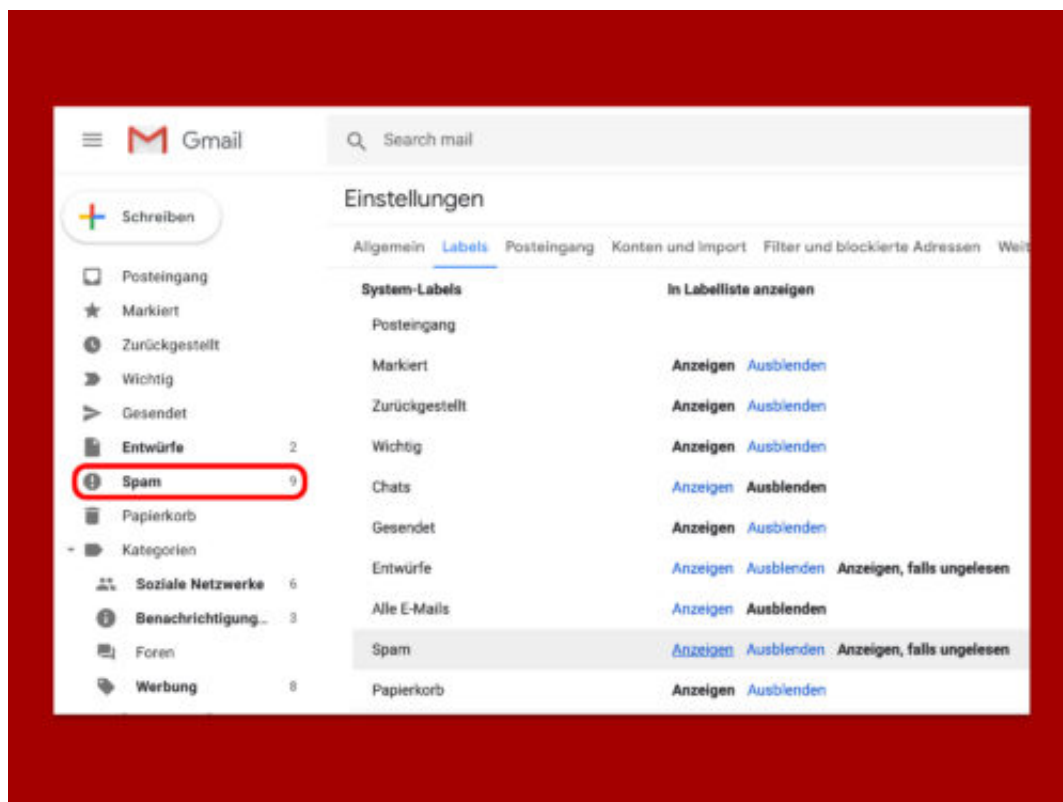 Gmail
Search mail
Schreiben
Posteingang
Markiert
Zurückgestellt
Wichtig
Gesendet
Entwürfe 2
Spam 9
Papierkorb
Kategorien
Soziale Netzwerke 6
Benachrichtigung... 3
Foren
Werbung 8
Einstellungen
Allgemein Labels Posteingang Konten und Import Filter und blockierte Adressen Weit
System-Labels In Labelliste anzeigen
Posteingang
Markiert Anzeigen Ausblenden
Zurückgestellt Anzeigen Ausblenden
Wichtig Anzeigen Ausblenden
Chats Anzeigen Ausblenden
Gesendet Anzeigen Ausblenden
Entwürfe Anzeigen Ausblenden Anzeigen, falls ungelesen
Alle E-Mails Anzeigen Ausblenden
Spam Anzeigen Ausblenden Anzeigen, falls ungelesen
Papierkorb Anzeigen Ausblenden